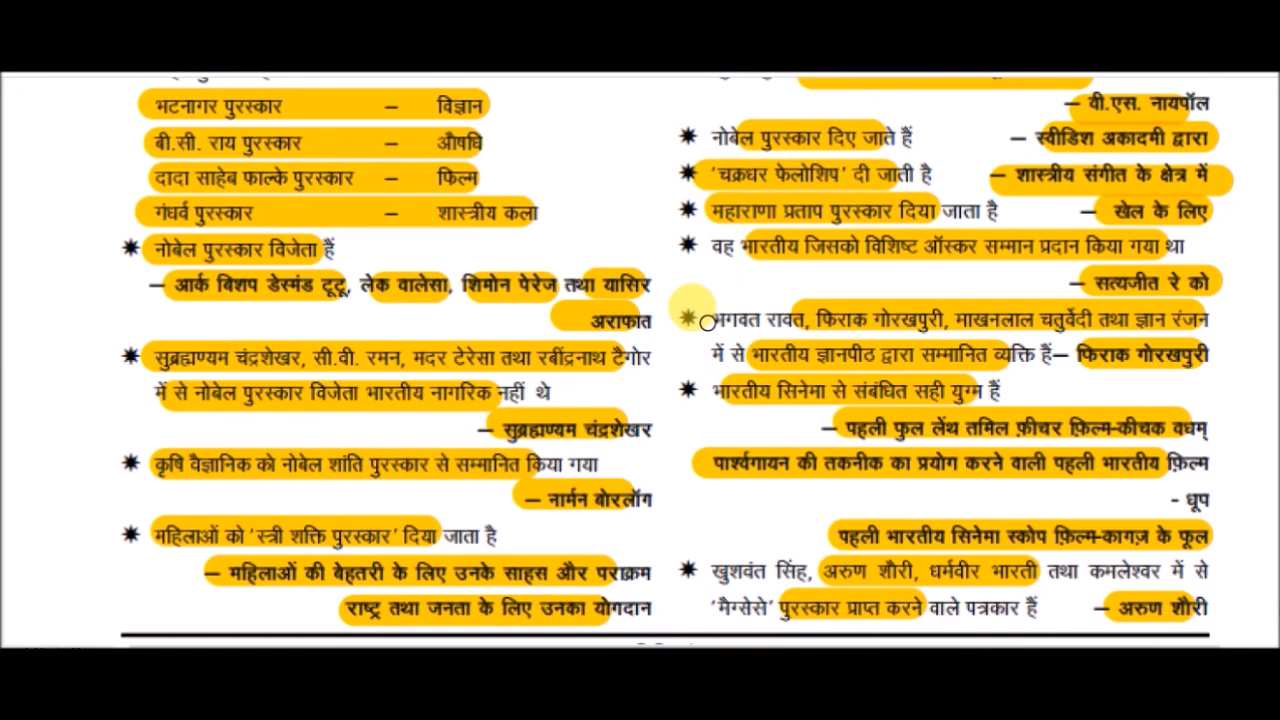 भटनागर पुरस्कार – विज्ञान
बी.सी. राय पुरस्कार – औषधि
दादा साहेब फाल्के पुरस्कार – फिल्म
गंधर्व पुरस्कार – शास्त्रीय कला
✷ नोबेल पुरस्कार विजेता हैं
– आर्क बिशप डेस्मंड टूटू, लेक वालेसा, शिमोन पेरेज तथा यासिर
अराफात
✷ सुब्रह्मण्यम चंद्रशेखर, सी.वी. रमन, मदर टेरेसा तथा रबींद्रनाथ टैगोर
में से नोबेल पुरस्कार विजेता भारतीय नागरिक नहीं थे
– सुब्रह्मण्यम चंद्रशेखर
✷ कृषि वैज्ञानिक को नोबेल शांति पुरस्कार से सम्मानित किया गया
– नार्मन बोरलॉग
✷ महिलाओं को 'स्त्री शक्ति पुरस्कार' दिया जाता है
– महिलाओं की बेहतरी के लिए उनके साहस और पराक्रम
राष्ट्र तथा जनता के लिए उनका योगदान
– वी.एस. नायपॉल
✷ नोबेल पुरस्कार दिए जाते हैं – स्वीडिश अकादमी द्वारा
✷ 'चक्रधर फेलोशिप' दी जाती है – शास्त्रीय संगीत के क्षेत्र में
✷ महाराणा प्रताप पुरस्कार दिया जाता है – खेल के लिए
✷ वह भारतीय जिसको विशिष्ट ऑस्कर सम्मान प्रदान किया गया था
– सत्यजीत रे को
✷ भगवत रावत, फिराक गोरखपुरी, माखनलाल चतुर्वेदी तथा ज्ञान रंजन
में से भारतीय ज्ञानपीठ द्वारा सम्मानित व्यक्ति हैं– फिराक गोरखपुरी
✷ भारतीय सिनेमा से संबंधित सही युग्म हैं
– पहली फुल लेंथ तमिल फ़ीचर फ़िल्म-कीचक वधम्
पार्श्वगायन की तकनीक का प्रयोग करने वाली पहली भारतीय फ़िल्म
- धूप
पहली भारतीय सिनेमा स्कोप फ़िल्म-कागज़ के फूल
✷ खुशवंत सिंह, अरुण शौरी, धर्मवीर भारती तथा कमलेश्वर में से
'मैग्सेसे' पुरस्कार प्राप्त करने वाले पत्रकार हैं – अरुण शौरी